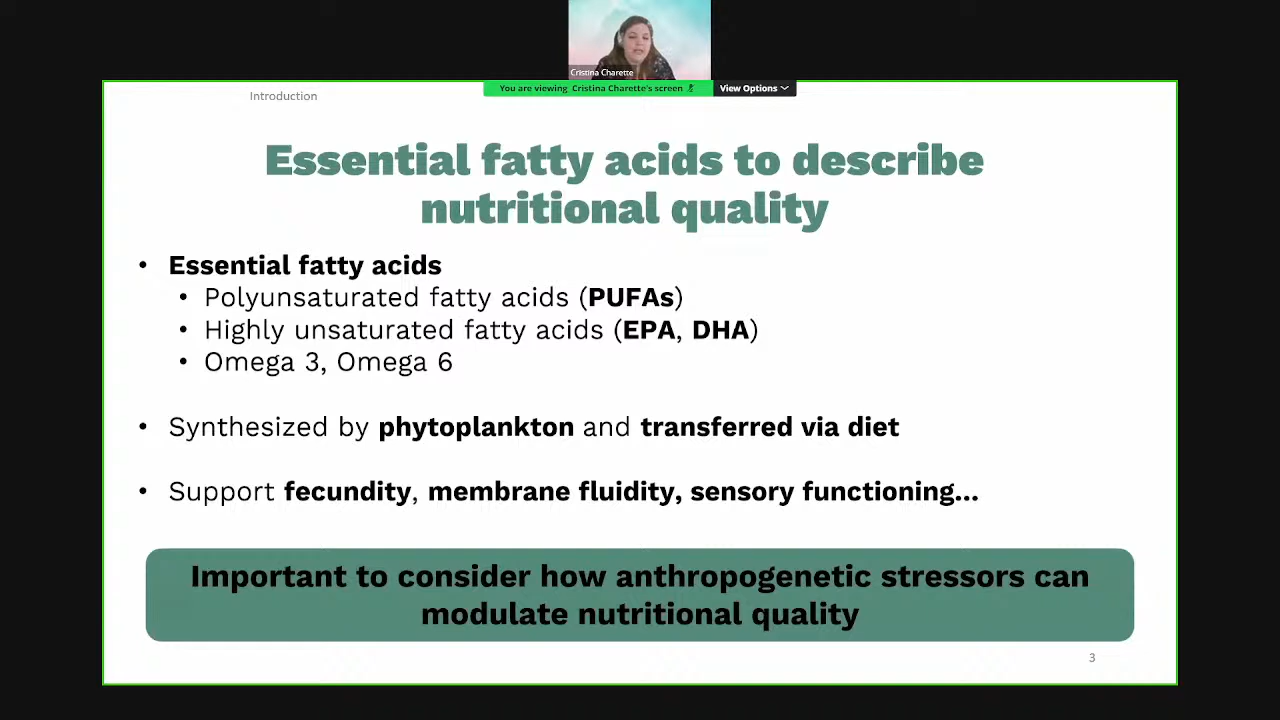 Cristina Charette
You are viewing Cristina Charette's screen
View Options
Introduction
Essential fatty acids to describe
nutritional quality
• Essential fatty acids
• Polyunsaturated fatty acids (PUFAs)
• Highly unsaturated fatty acids (EPA, DHA)
• Omega 3, Omega 6
• Synthesized by phytoplankton and transferred via diet
• Support fecundity, membrane fluidity, sensory functioning...
Important to consider how anthropogenetic stressors can
modulate nutritional quality
3